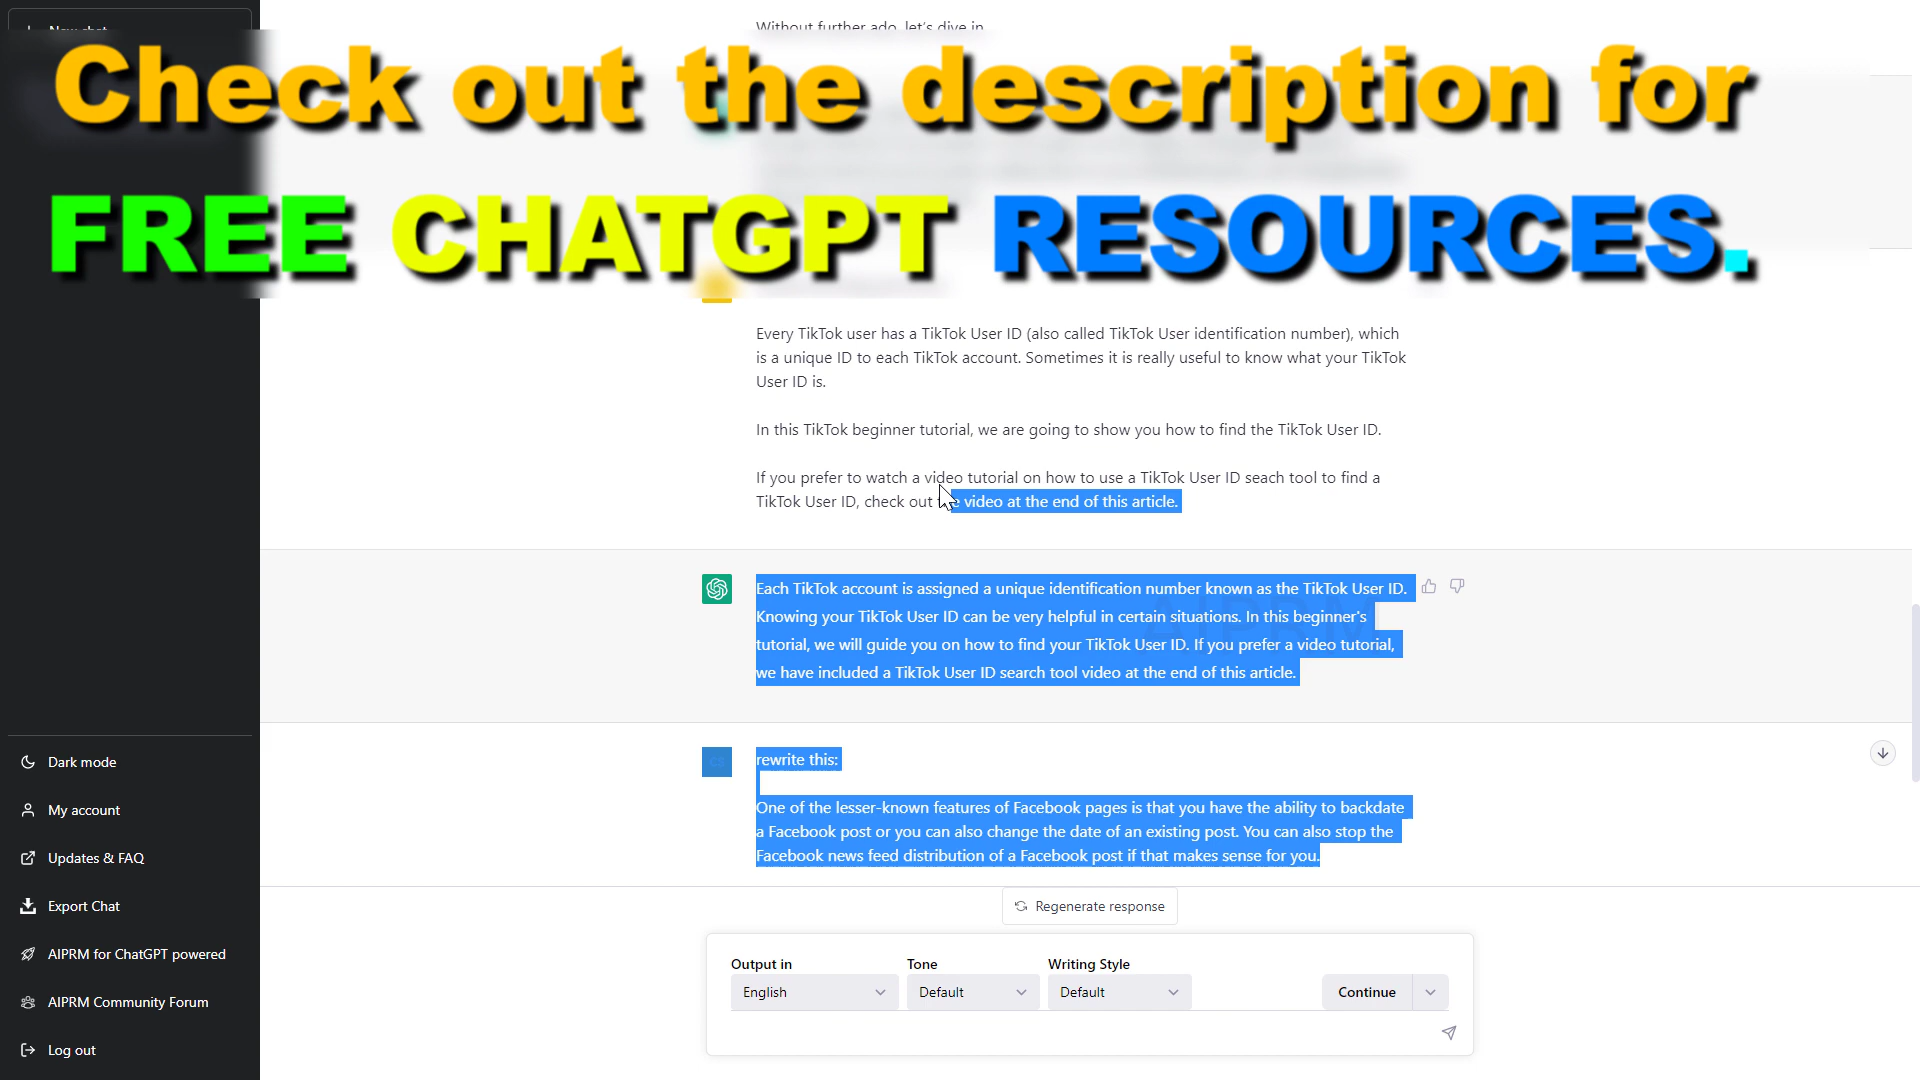 New chat
Without further ado, let's dive in
Check out the description for
FREE CHATGPT RESOURCES.
Every TikTok user has a TikTok User ID (also called TikTok User identification number), which
is a unique ID to each TikTok account. Sometimes it is really useful to know what your TikTok
User ID is.
In this TikTok beginner tutorial, we are going to show you how to find the TikTok User ID.
If you prefer to watch a video tutorial on how to use a TikTok User ID seach tool to find a
TikTok User ID, check out the video at the end of this article.
Each TikTok account is assigned a unique identification number known as the TikTok User ID.
Knowing your TikTok User ID can be very helpful in certain situations. In this beginner's
tutorial, we will guide you on how to find your TikTok User ID. If you prefer a video tutorial,
we have included a TikTok User ID search tool video at the end of this article.
AIPRM
rewrite this:
One of the lesser-known features of Facebook pages is that you have the ability to backdate
a Facebook post or you can also change the date of an existing post. You can also stop the
Facebook news feed distribution of a Facebook post if that makes sense for you.
Dark mode
My account
Updates & FAQ
Export Chat
AIPRM for ChatGPT powered
AIPRM Community Forum
Log out
Regenerate response
Output in Tone Writing Style
English Default Default Continue